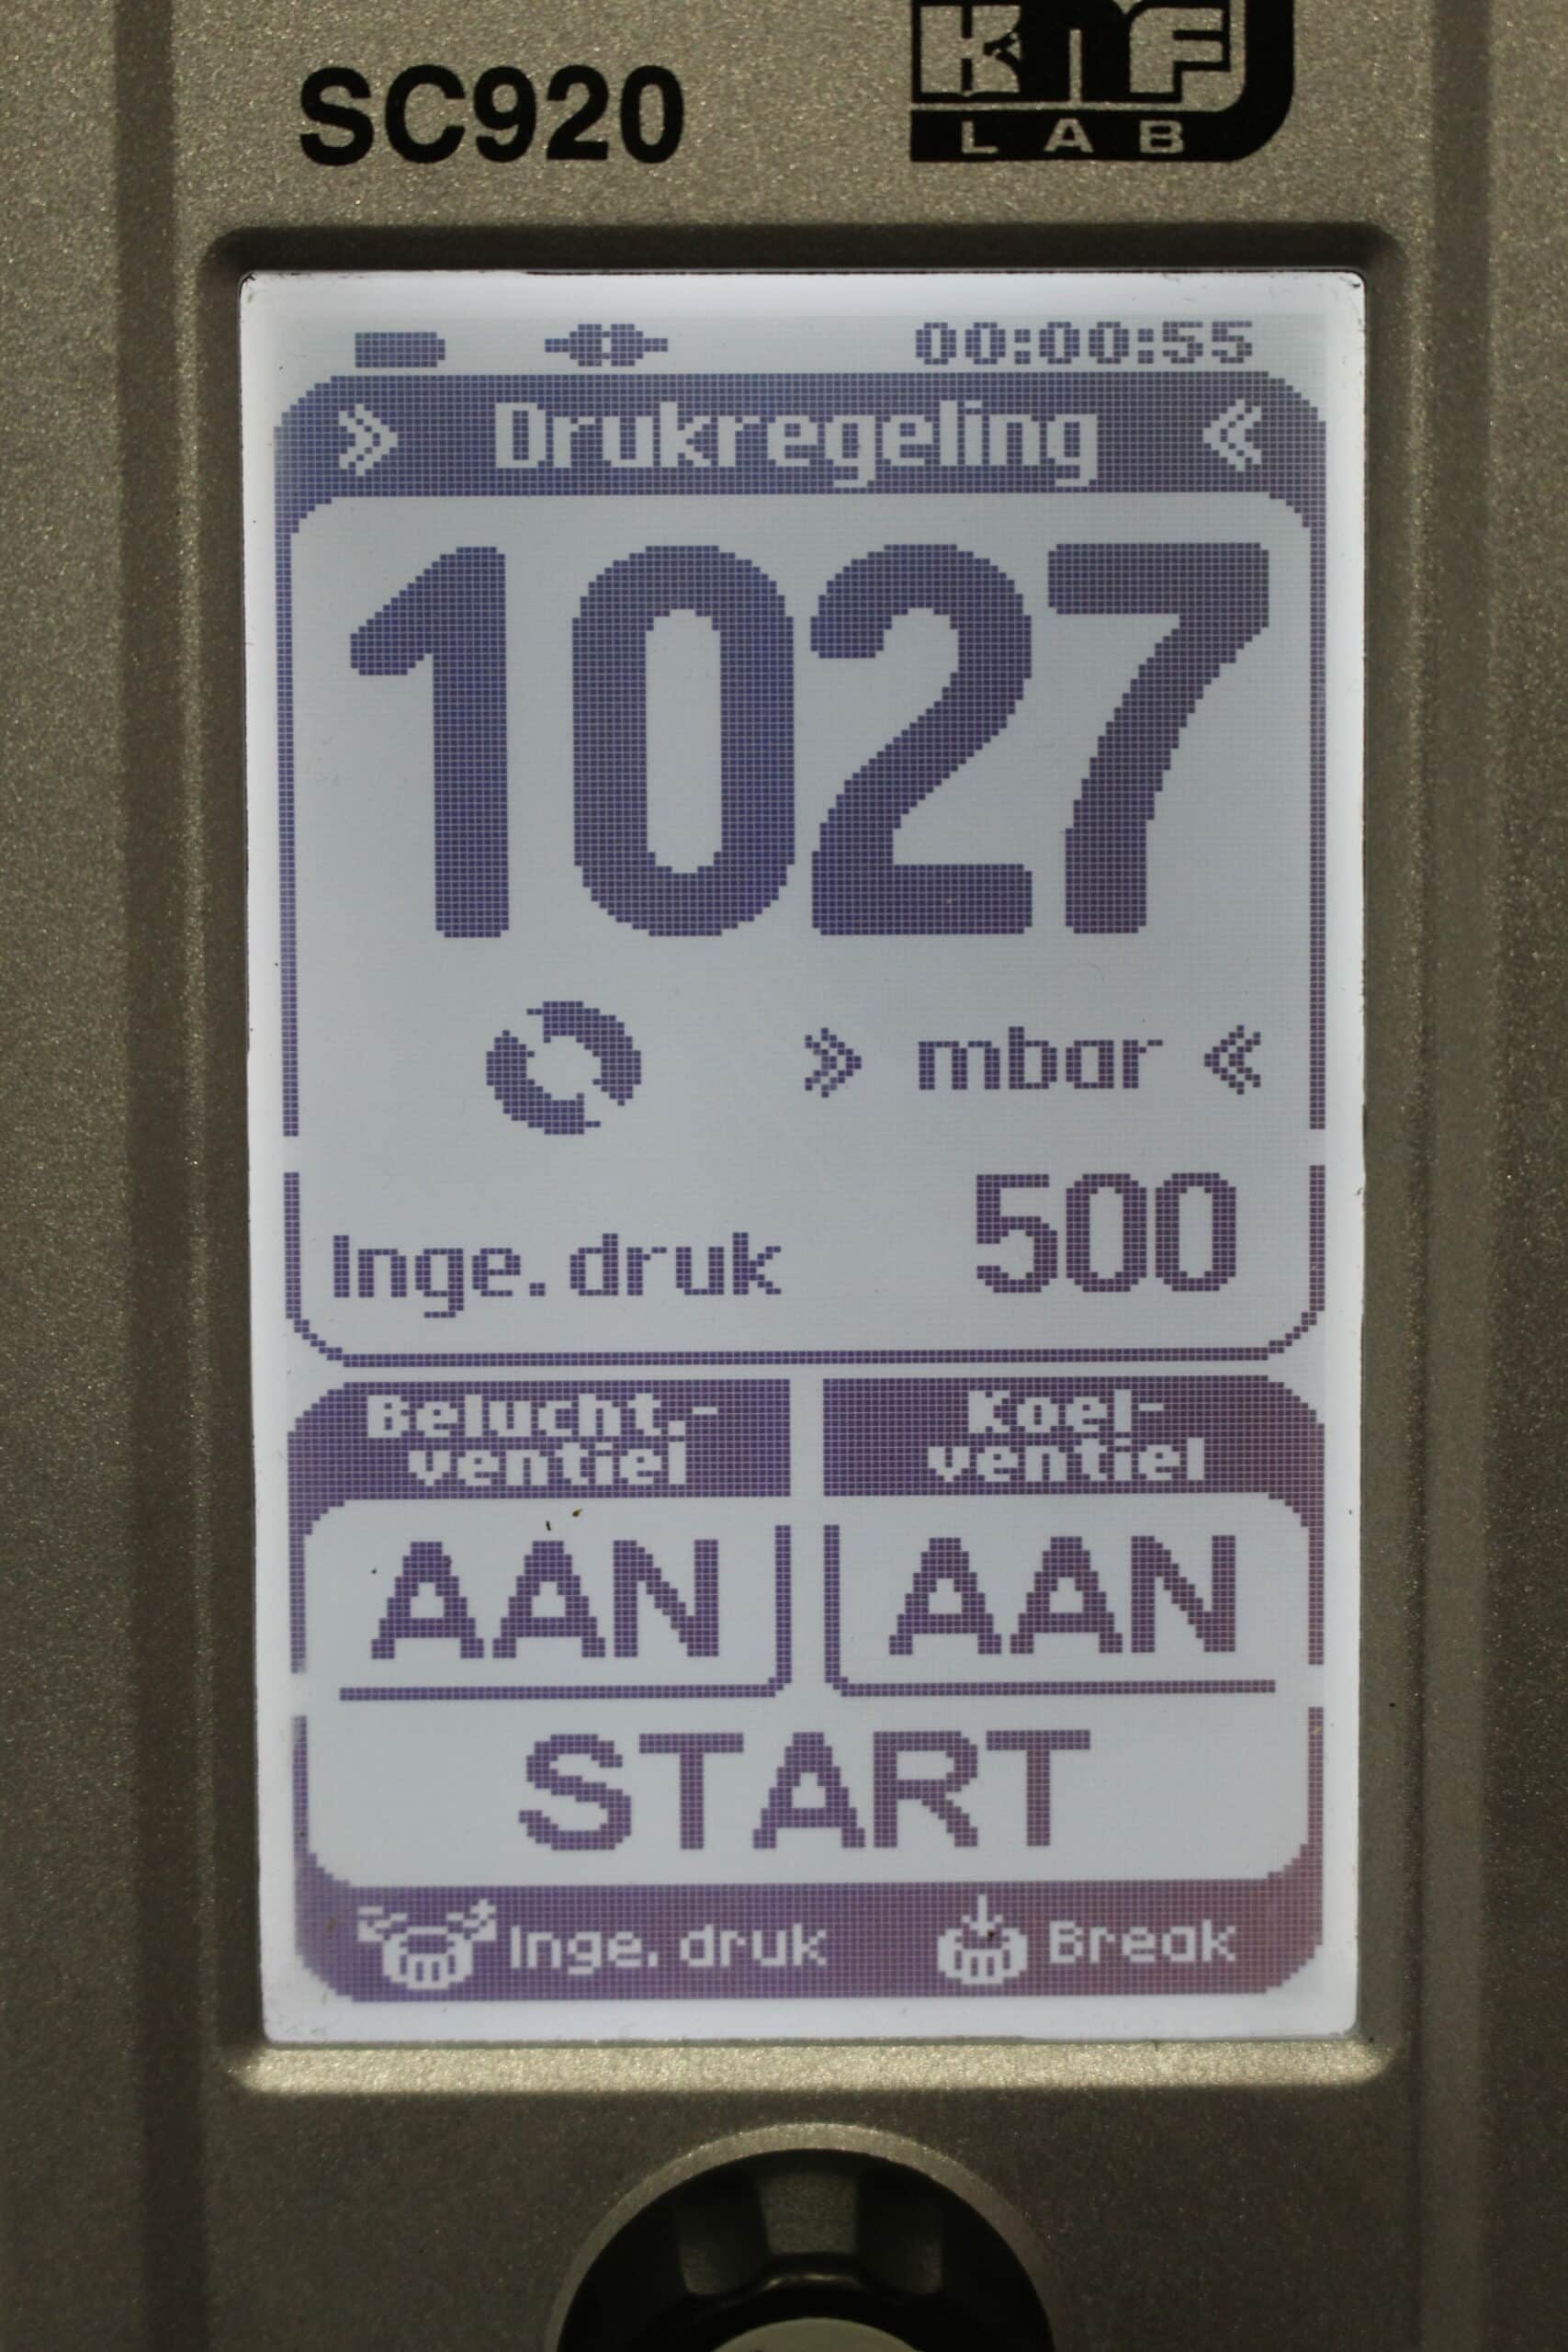 SC920
KNF
LAB
00:00:55
» Drukregeling «
1027
» mbar «
Inge. druk 500
Belucht.-
ventiel
Koel-
ventiel
AAN AAN
START
Inge. druk Break